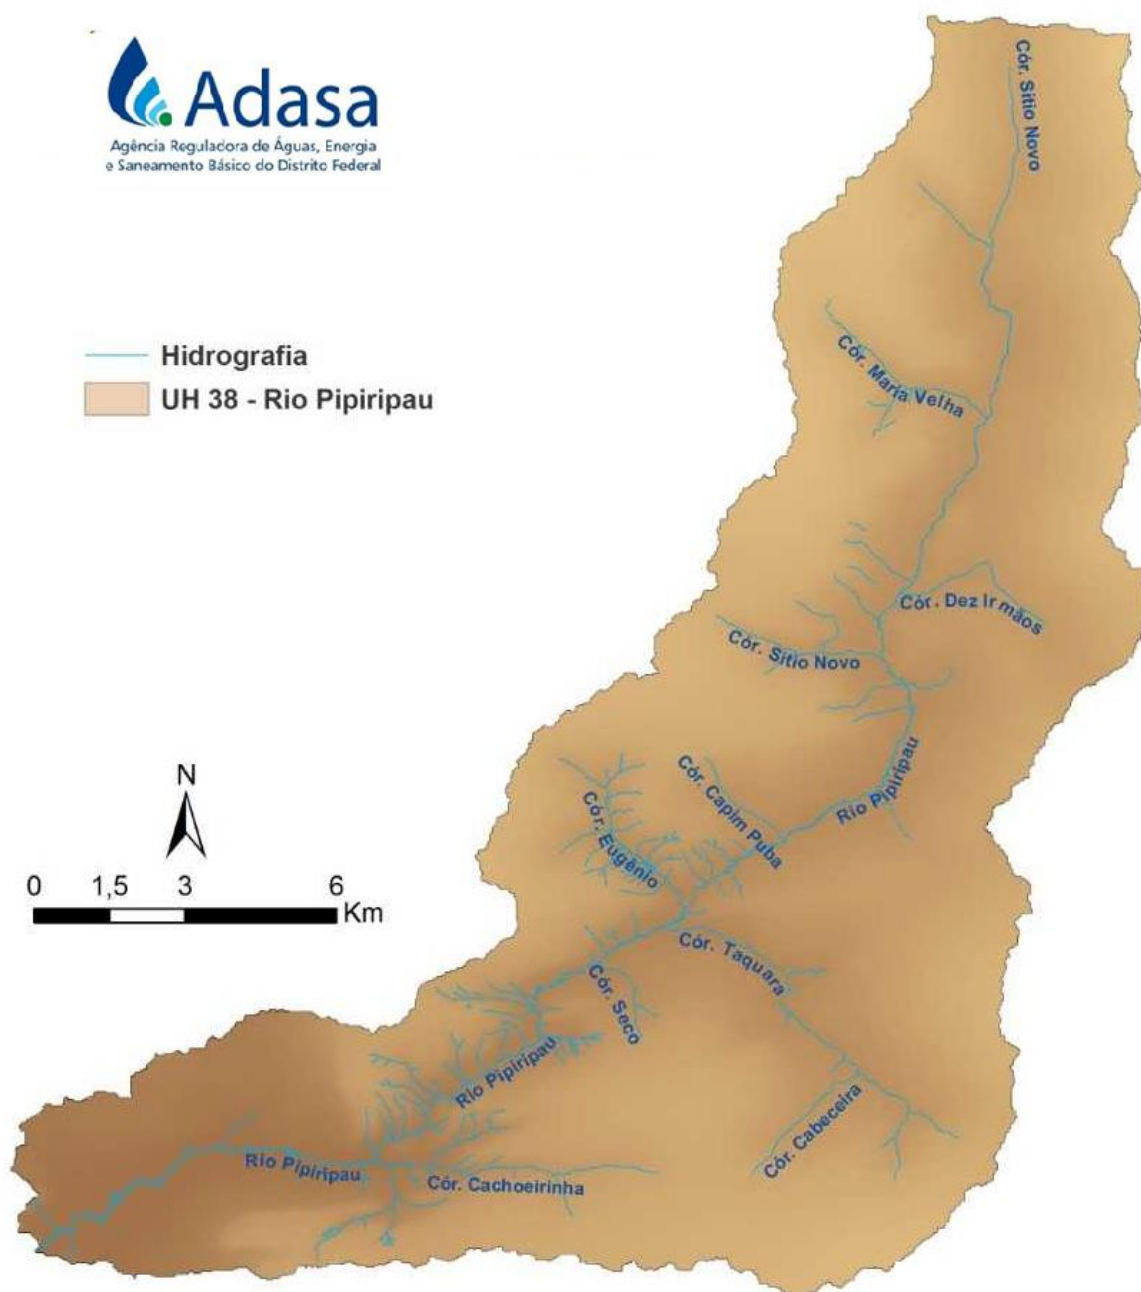 Adasa
Agência Reguladora de Águas, Energia
e Saneamento Básico do Distrito Federal
Cór. Sitio Novo
Hidrografia
UH 38 - Rio Pipiripau
Cór. Maria Velha
Cór. Dez Irmãos
Cór. Sitio Novo
Rio Pipiripau
Cór. Capim Puba
Cór. Eugênio
N
0 1,5 3 6
Km
Cór. Taquara
Cór. Seco
Rio Pipiripau
Cór. Cabeceira
Rio Pipiripau
Cór. Cachoeirinha